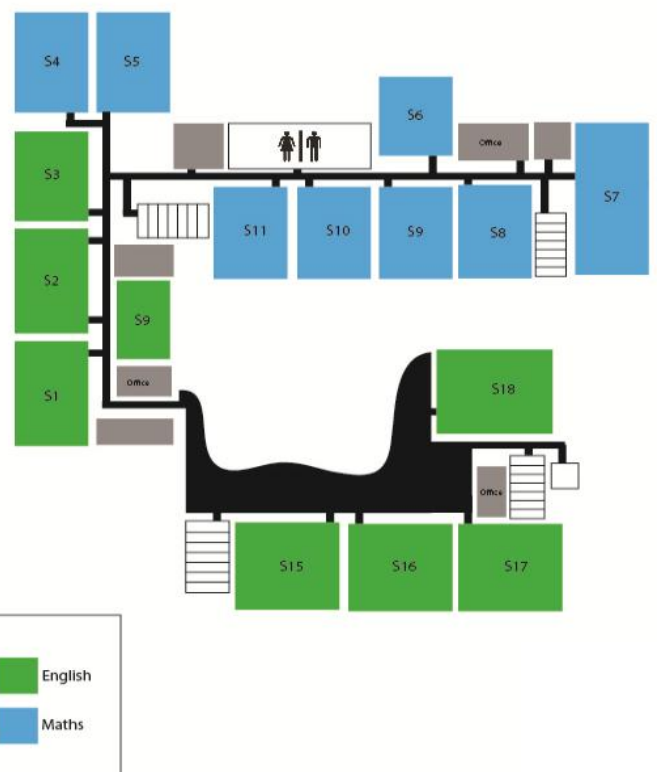 S4
S5
S6
Office
S3
S7
S11
S10
S9
S8
S2
S9
S1
Office
S18
Office
S15
S16
S17
English
Maths